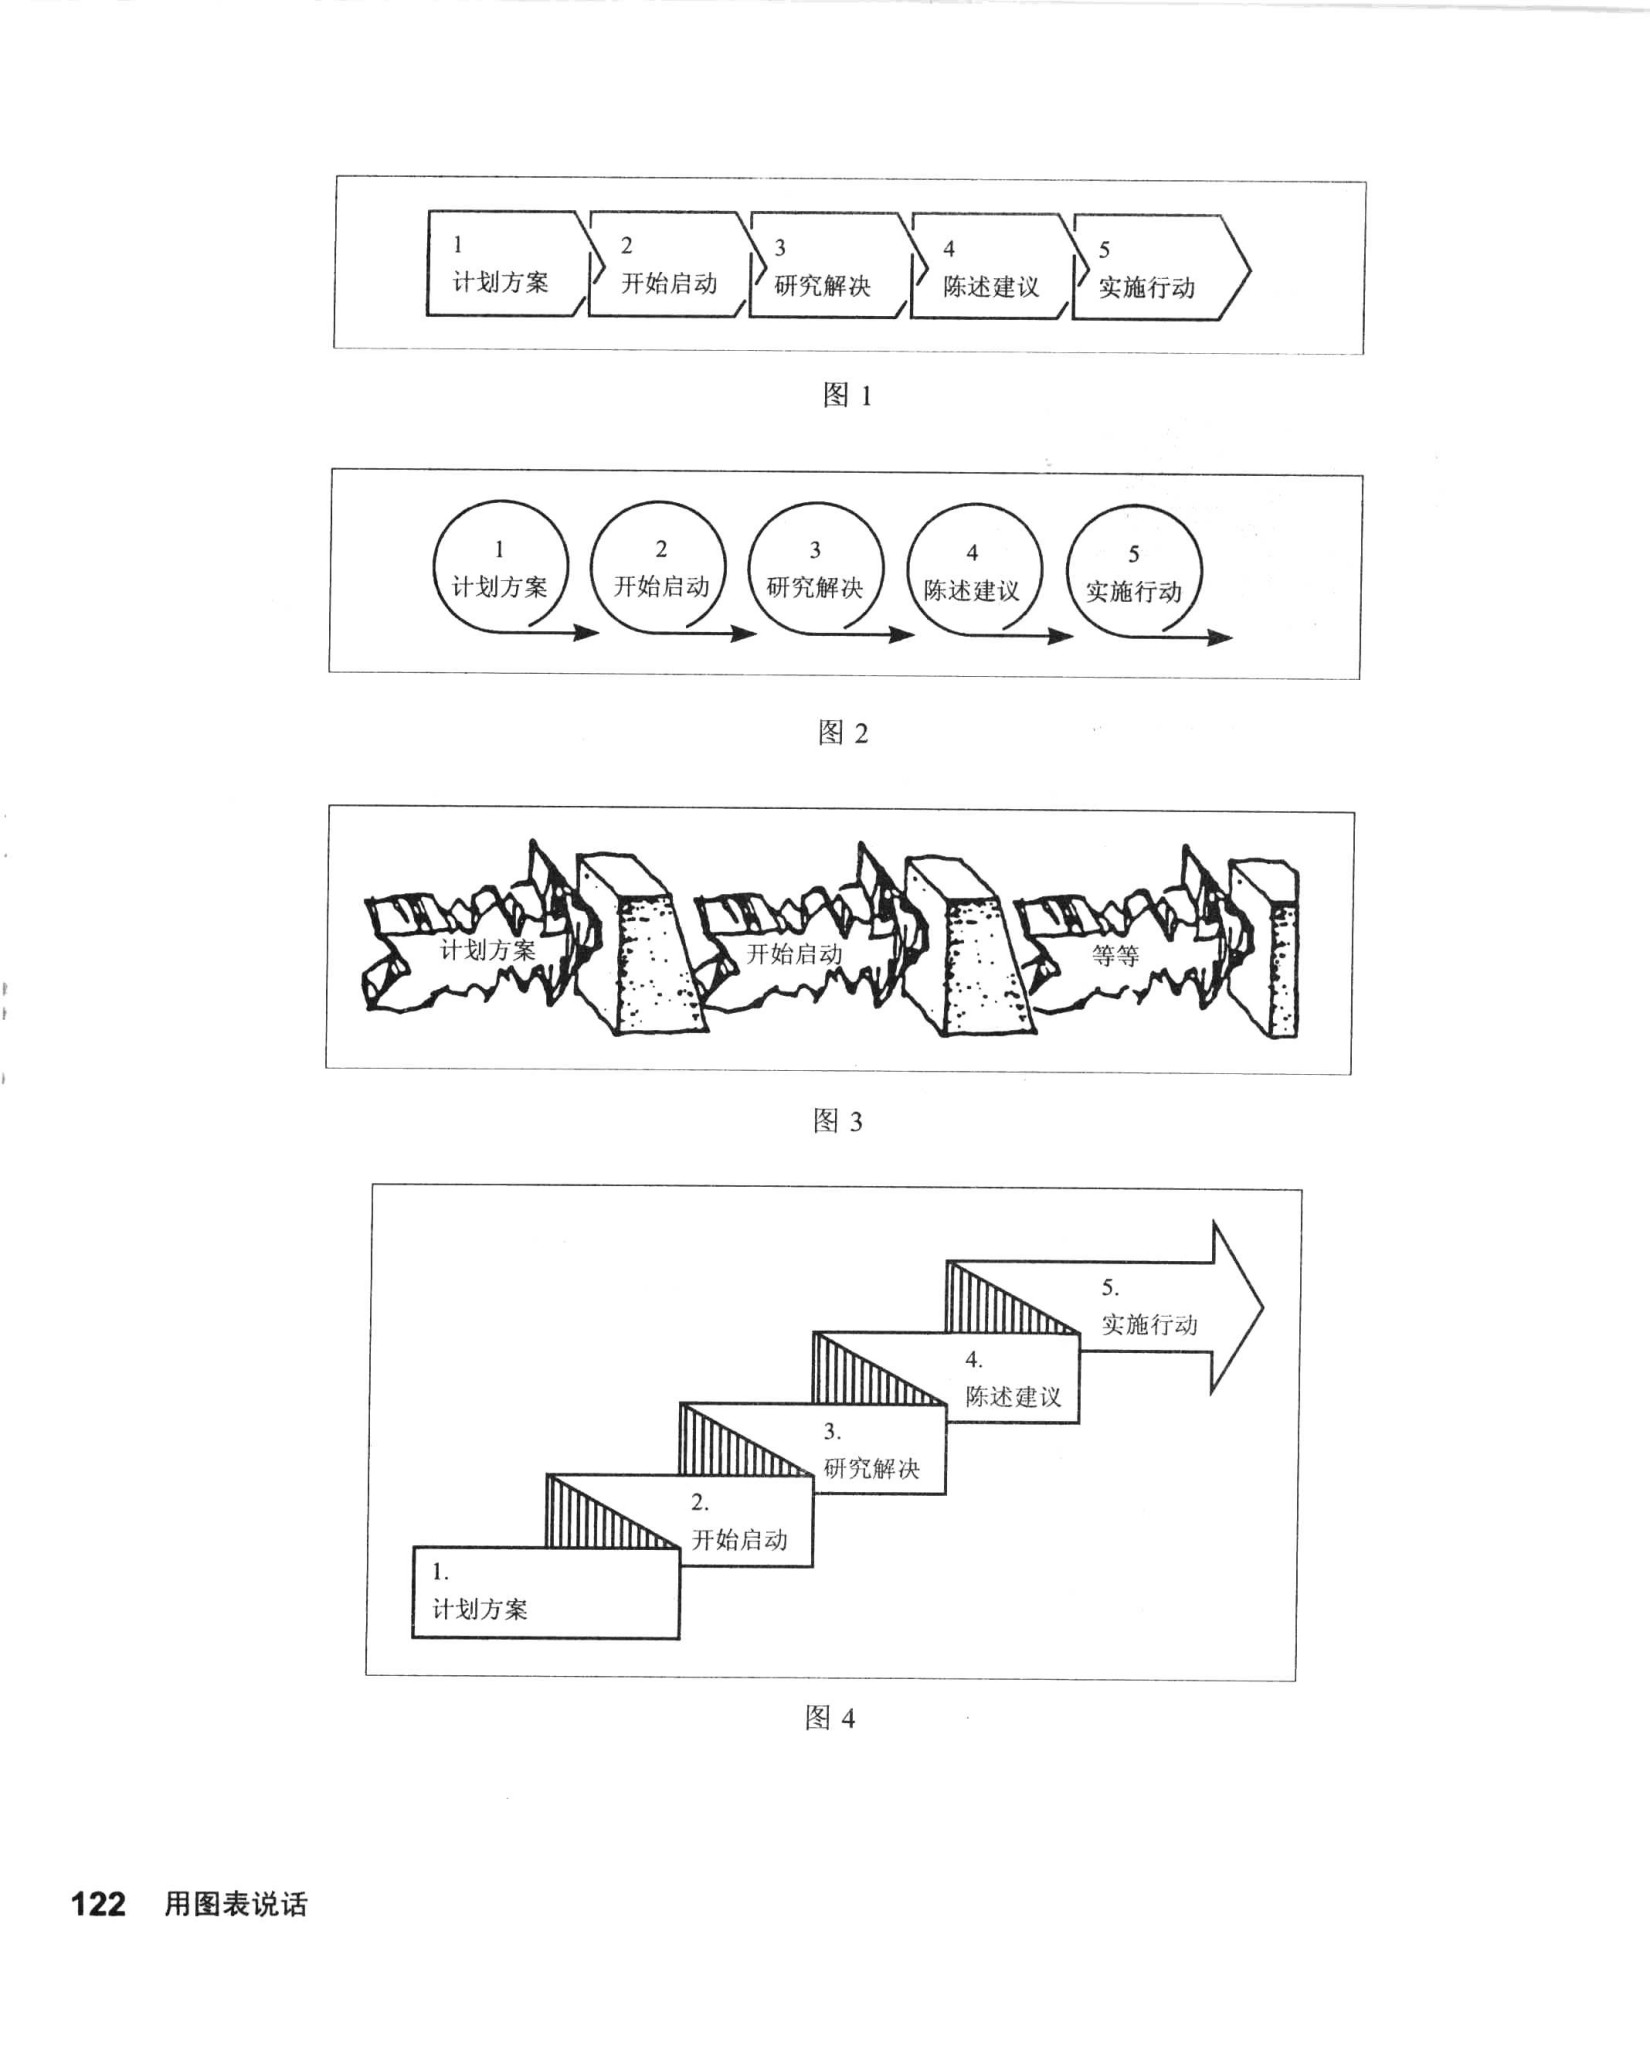 1
计划方案
2
开始启动
3
研究解决
4
陈述建议
5
实施行动
图 1
1
计划方案
2
开始启动
3
研究解决
4
陈述建议
5
实施行动
图 2
计划方案
开始启动
等等
图 3
5.
实施行动
4.
陈述建议
3.
研究解决
2.
开始启动
1.
计划方案
图 4
122 用图表说话